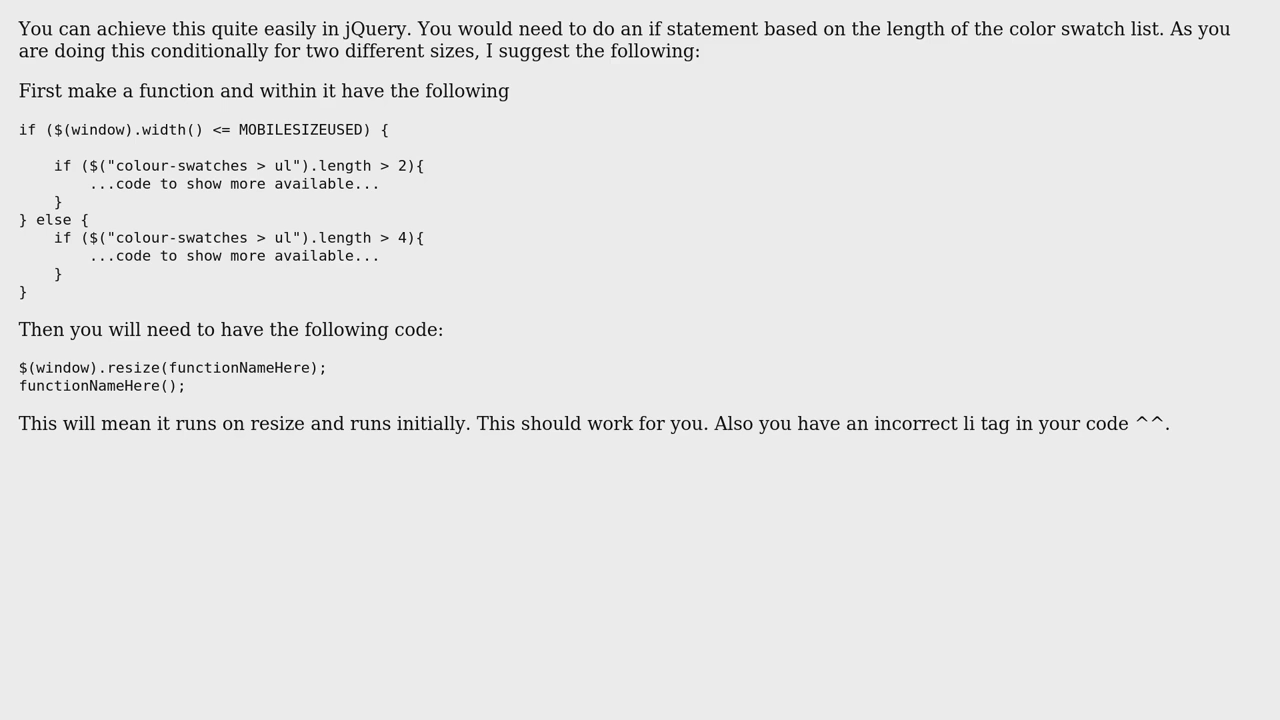 You can achieve this quite easily in jQuery. You would need to do an if statement based on the length of the color swatch list. As you
are doing this conditionally for two different sizes, I suggest the following:
First make a function and within it have the following
if ($(window).width() <= MOBILESIZEUSED) {
    if ($("colour-swatches > ul").length > 2){
        ...code to show more available...
    }
} else {
    if ($("colour-swatches > ul").length > 4){
        ...code to show more available...
    }
}
Then you will need to have the following code:
$(window).resize(functionNameHere);
functionNameHere();
This will mean it runs on resize and runs initially. This should work for you. Also you have an incorrect li tag in your code ^^.